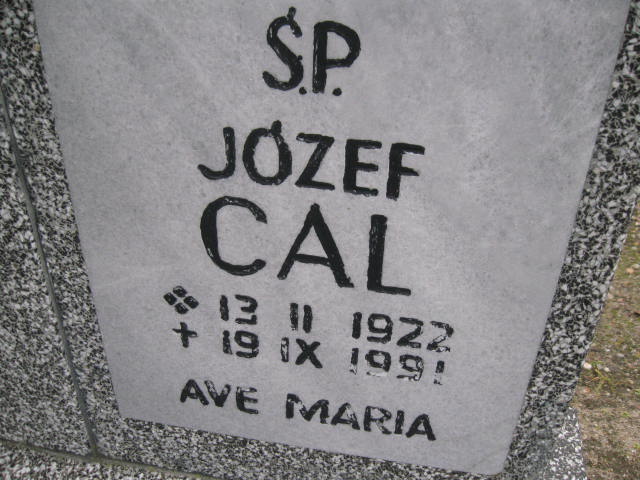 Ś.P.
JÓZEF
CAL
13 II 1922
+ 19 IX 1991
AVE MARIA